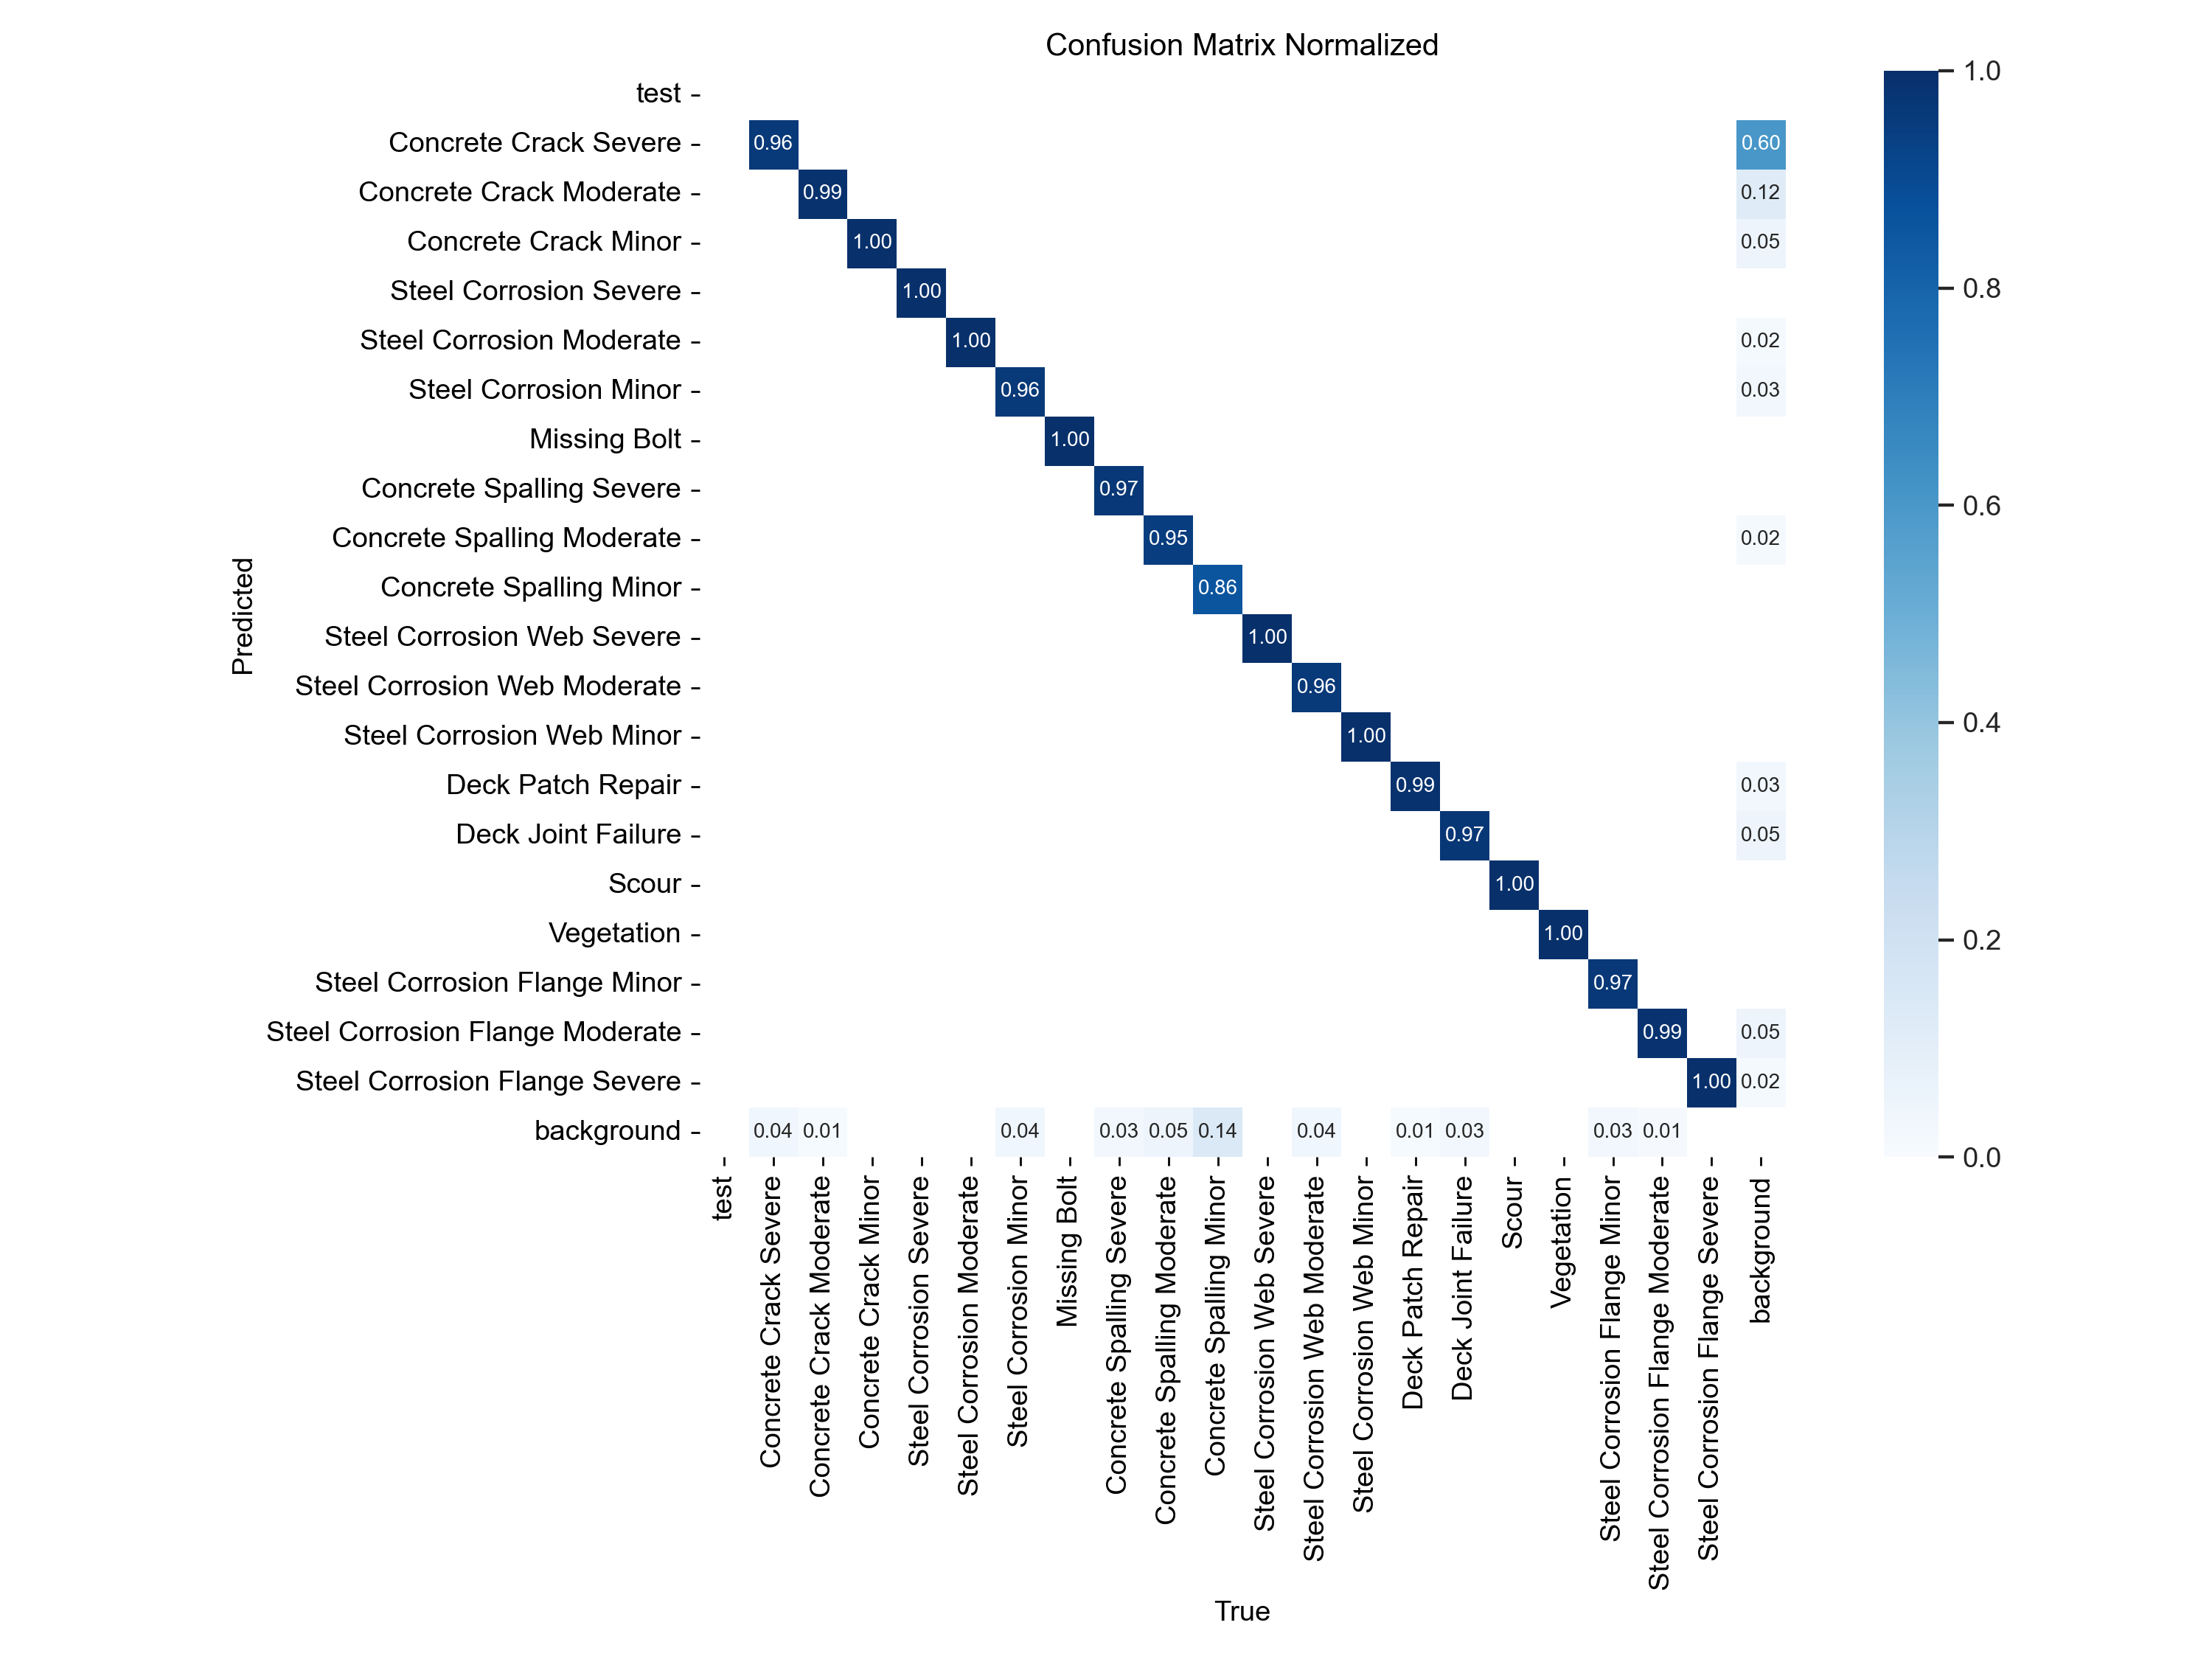 Confusion Matrix Normalized
test
Concrete Crack Severe 0.96 0.60
Concrete Crack Moderate 0.99 0.12
Concrete Crack Minor 1.00 0.05
Steel Corrosion Severe 1.00
Steel Corrosion Moderate 1.00 0.02
Steel Corrosion Minor 0.96 0.03
Missing Bolt 1.00
Concrete Spalling Severe 0.97
Concrete Spalling Moderate 0.95 0.02
Concrete Spalling Minor 0.86
Steel Corrosion Web Severe 1.00
Steel Corrosion Web Moderate 0.96
Steel Corrosion Web Minor 1.00
Deck Patch Repair 0.99 0.03
Deck Joint Failure 0.97 0.05
Scour 1.00
Vegetation 1.00
Steel Corrosion Flange Minor 0.97
Steel Corrosion Flange Moderate 0.99 0.05
Steel Corrosion Flange Severe 1.00 0.02
background 0.04 0.01 0.04 0.03 0.05 0.14 0.04 0.01 0.03 0.03 0.01
Predicted
test
Concrete Crack Severe
Concrete Crack Moderate
Concrete Crack Minor
Steel Corrosion Severe
Steel Corrosion Moderate
Steel Corrosion Minor
Missing Bolt
Concrete Spalling Severe
Concrete Spalling Moderate
Concrete Spalling Minor
Steel Corrosion Web Severe
Steel Corrosion Web Moderate
Steel Corrosion Web Minor
Deck Patch Repair
Deck Joint Failure
Scour
Vegetation
Steel Corrosion Flange Minor
Steel Corrosion Flange Moderate
Steel Corrosion Flange Severe
background
True
1.0
0.8
0.6
0.4
0.2
0.0